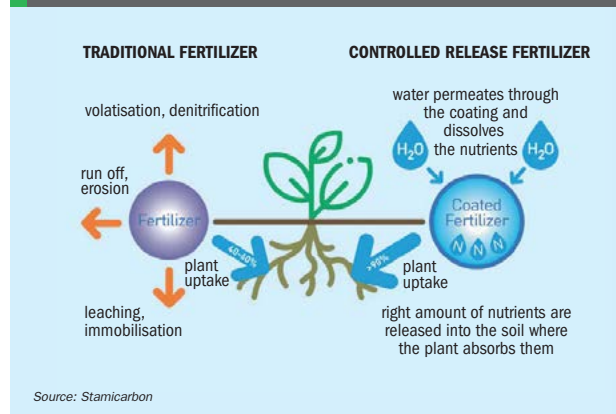 TRADITIONAL FERTILIZER
volatisation, denitrification
run off,
erosion
Fertilizer
40-60%
plant
uptake
leaching,
immobilisation
CONTROLLED RELEASE FERTILIZER
water permeates through
the coating and
dissolves
the nutrients
H2O
H2O
Coated
Fertilizer
N N N
>90%
plant
uptake
right amount of nutrients are
released into the soil where
the plant absorbs them
Source: Stamicarbon